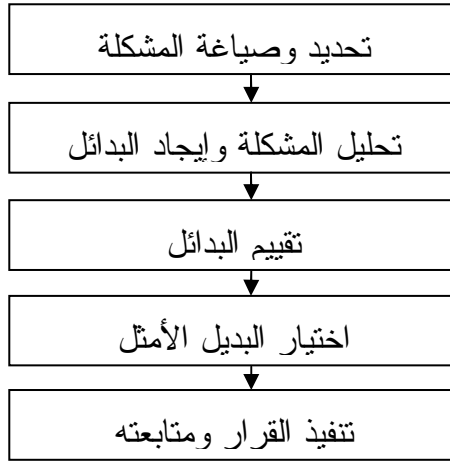 تحديد وصياغة المشكلة
تحليل المشكلة وإيجاد البدائل
تقييم البدائل
اختيار البديل الأمثل
تنفيذ القرار ومتابعته